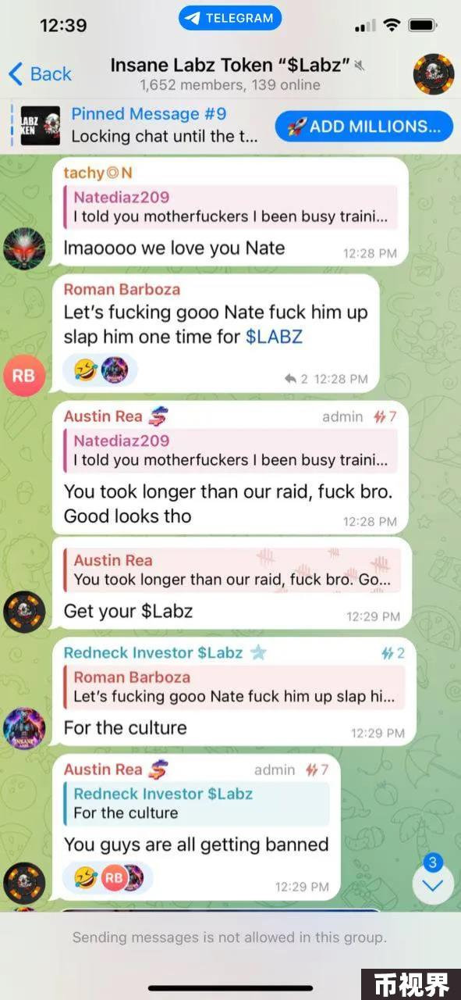 12:39
TELEGRAM
Back
Insane Labz Token “$Labz”
1,652 members, 139 online
LABZ
KEN
Pinned Message #9
Locking chat until the t...
🚀ADD MILLIONS...
tachy◎N
Natediaz209
I told you motherfuckers I been busy traini...
lmaoooo we love you Nate
12:28 PM
Roman Barboza
Let’s fucking gooo Nate fuck him up
slap him one time for $LABZ
RB
2 12:28 PM
Austin Rea
admin 7
Natediaz209
I told you motherfuckers I been busy traini...
You took longer than our raid, fuck bro.
Good looks tho
12:28 PM
Austin Rea
You took longer than our raid, fuck bro. Go...
Get your $Labz
12:29 PM
Redneck Investor $Labz
2
Roman Barboza
Let’s fucking gooo Nate fuck him up slap hi...
For the culture
12:29 PM
INSANE
Austin Rea
admin 7
Redneck Investor $Labz
For the culture
You guys are all getting banned
RB
12:29 PM
3
Sending messages is not allowed in this group.
币视界